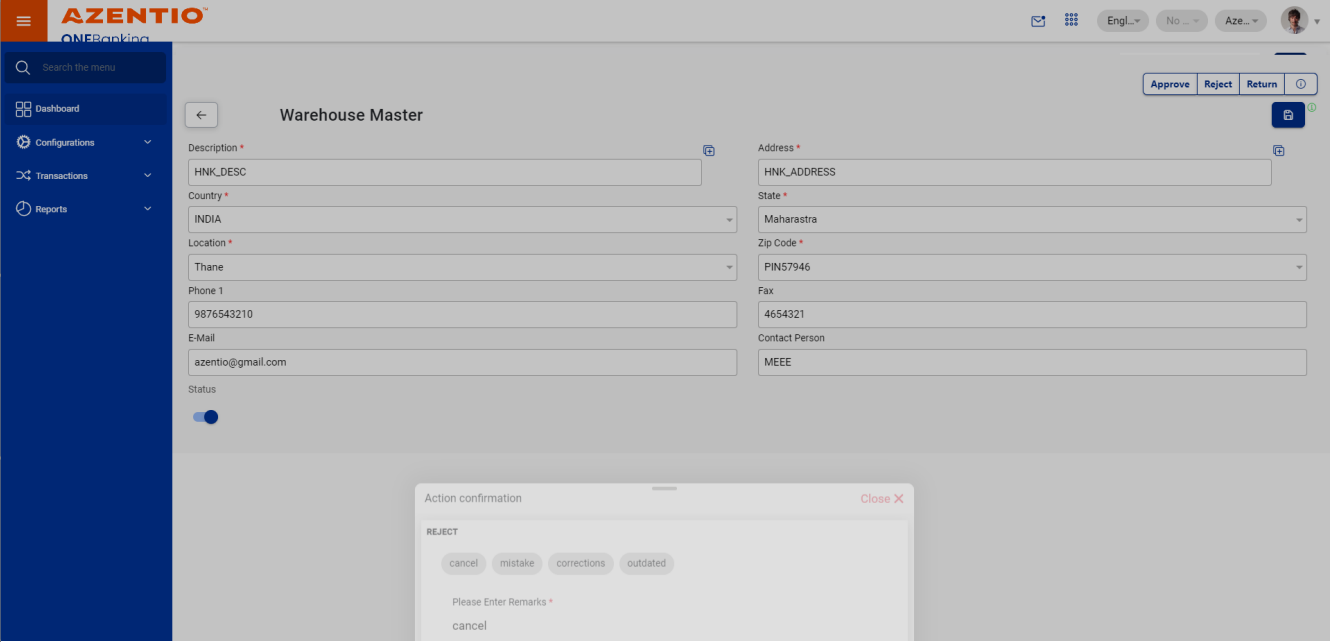 AZENTIO™
ONEBanking
Engl...
No ...
Aze...
Search the menu
Dashboard
Configurations
Transactions
Reports
Approve
Reject
Return
Warehouse Master
Description *
Address *
HNK_DESC
HNK_ADDRESS
Country *
State *
INDIA
Maharastra
Location *
Zip Code *
Thane
PIN57946
Phone 1
Fax
9876543210
4654321
E-Mail
Contact Person
azentio@gmail.com
MEEE
Status
Action confirmation
Close
REJECT
cancel
mistake
corrections
outdated
Please Enter Remarks *
cancel